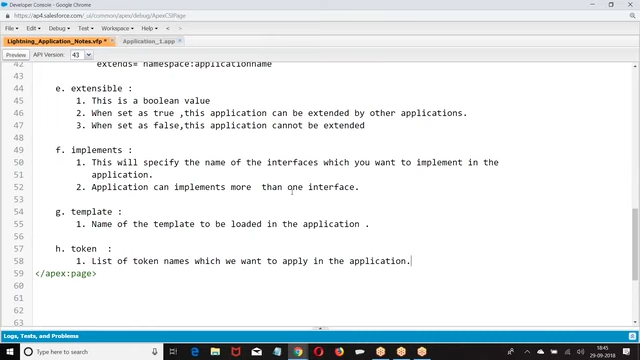 Developer Console - Google Chrome
https://ap4.salesforce.com/_ui/common/apex/debug/ApexCSIPage
File Edit Debug Test Workspace Help < >
Lightning_Application_Notes.vfp * Application_1.app
Preview API Version: 43
42 extends= namespace:applicationname
43
44 e. extensible :
45 1. This is a boolean value
46 2. When set as true ,this application can be extended by other applications.
47 3. When set as false,this application cannot be extended
48
49 f. implements :
50 1. This will specify the name of the interfaces which you want to implement in the
51 application.
52 2. Application can implements more than one interface.
53
54 g. template :
55 1. Name of the template to be loaded in the application .
56
57 h. token :
58 1. List of token names which we want to apply in the application.
59 </apex:page>
60
61
62
63
Logs, Tests, and Problems
Type here to search
18:45
29-09-2018